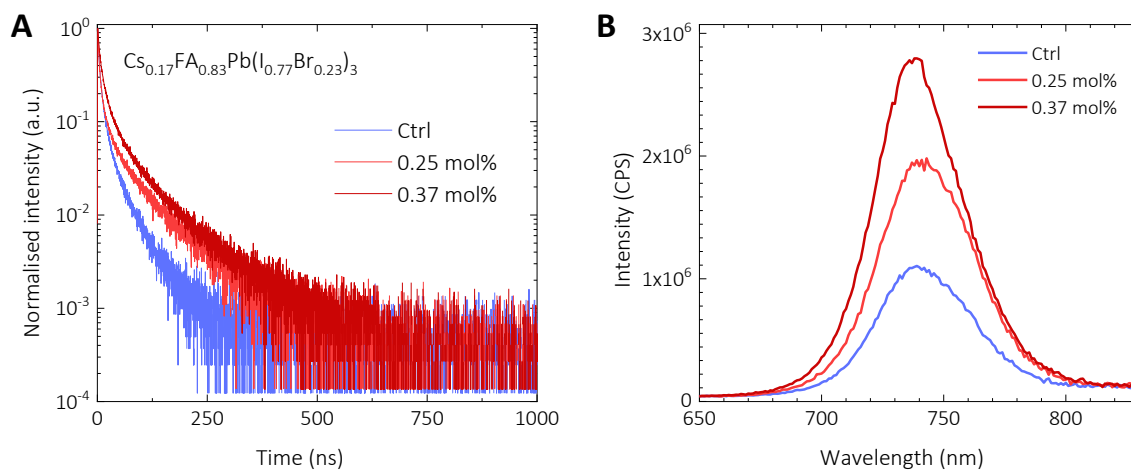 A
Cs0.17FA0.83Pb(I0.77Br0.23)3
Ctrl
0.25 mol%
0.37 mol%
Normalised intensity (a.u.)
10^0
10^-1
10^-2
10^-3
10^-4
0
250
500
750
1000
Time (ns)
B
Ctrl
0.25 mol%
0.37 mol%
Intensity (CPS)
3x10^6
2x10^6
1x10^6
0
650
700
750
800
Wavelength (nm)